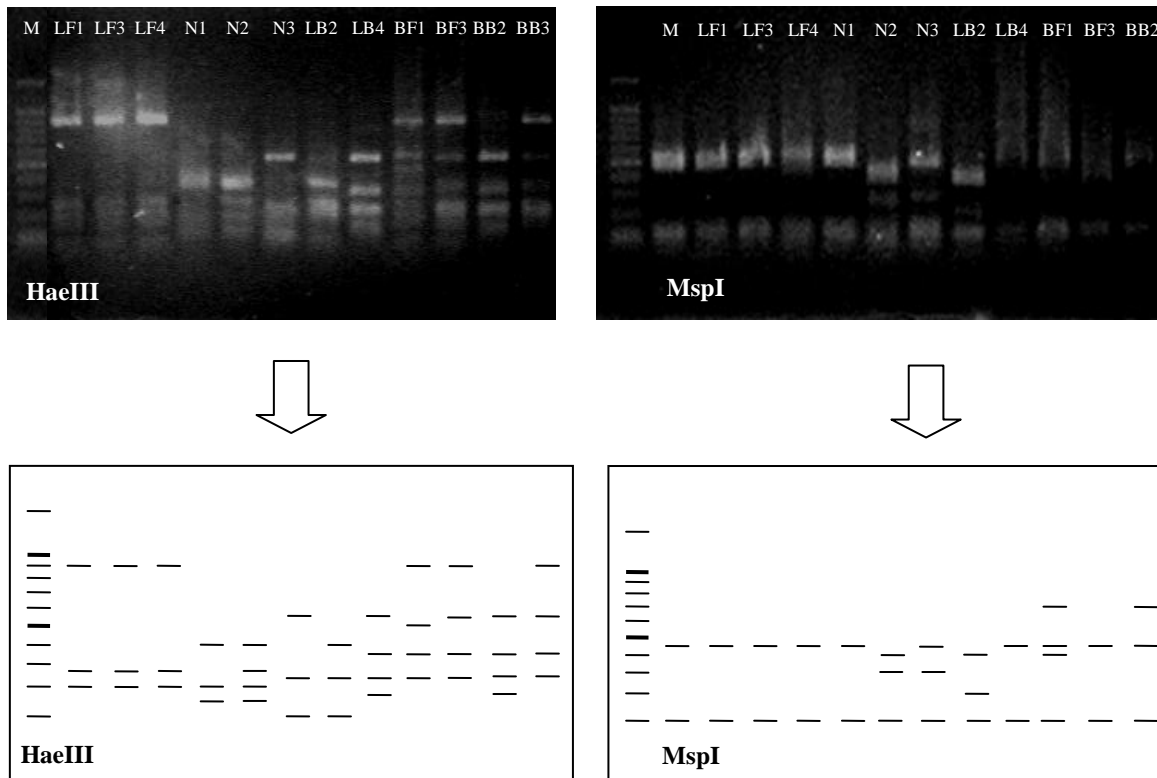 M LF1 LF3 LF4 N1 N2 N3 LB2 LB4 BF1 BF3 BB2 BB3
HaeIII
M LF1 LF3 LF4 N1 N2 N3 LB2 LB4 BF1 BF3 BB2
MspI
HaeIII
MspI